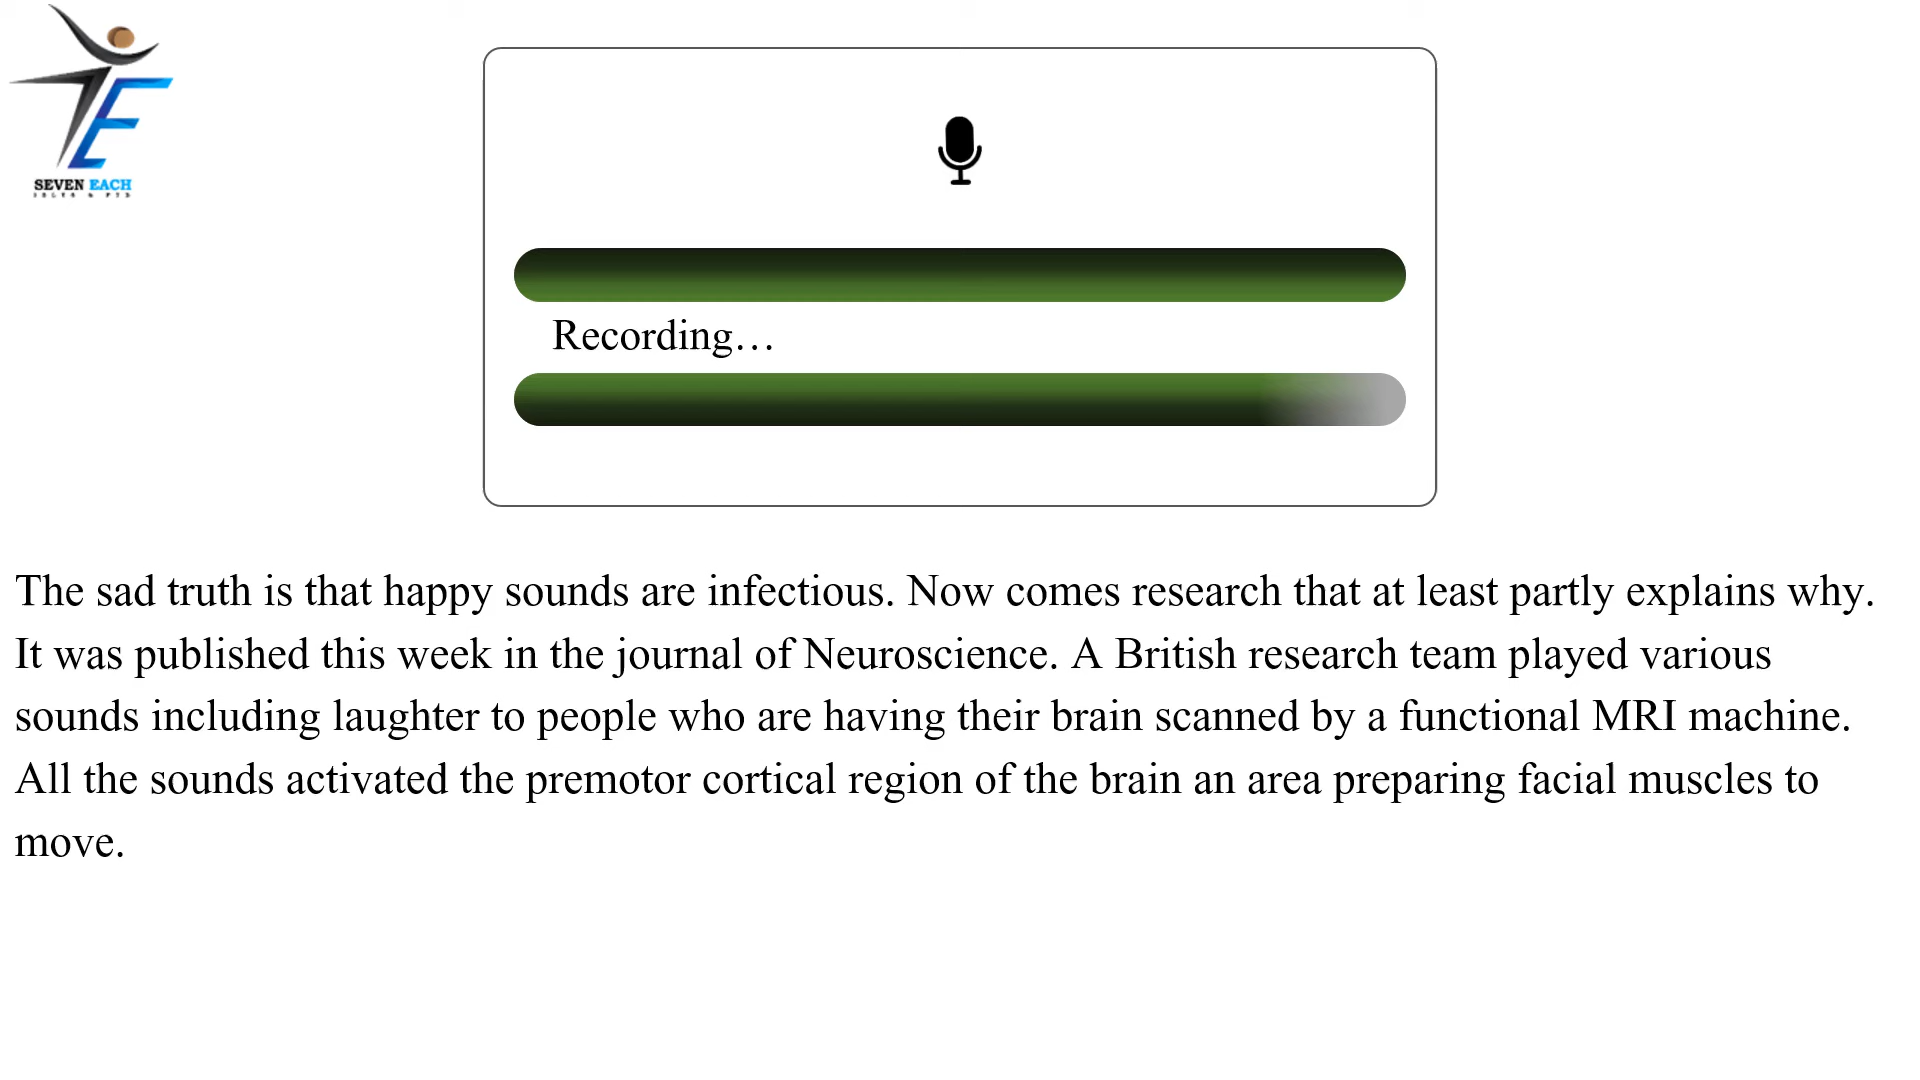 SEVEN EACH
IELTS & PTE
Recording…
The sad truth is that happy sounds are infectious. Now comes research that at least partly explains why.
It was published this week in the journal of Neuroscience. A British research team played various
sounds including laughter to people who are having their brain scanned by a functional MRI machine.
All the sounds activated the premotor cortical region of the brain an area preparing facial muscles to
move.